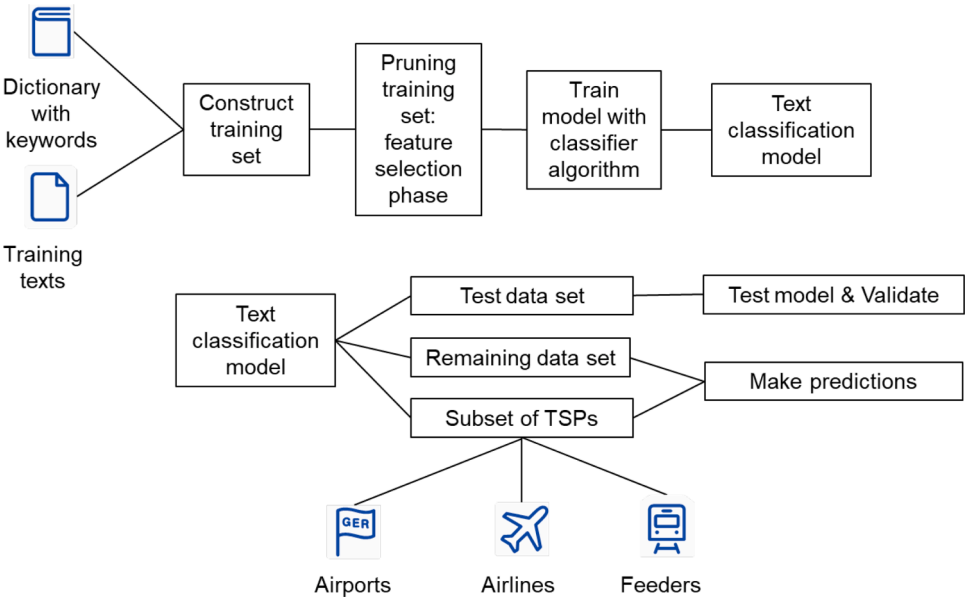 Dictionary
with
keywords
Training
texts
Construct
training
set
Pruning
training
set:
feature
selection
phase
Train
model with
classifier
algorithm
Text
classification
model
Text
classification
model
Test data set
Remaining data set
Subset of TSPs
Test model & Validate
Make predictions
GER
Airports
Airlines
Feeders